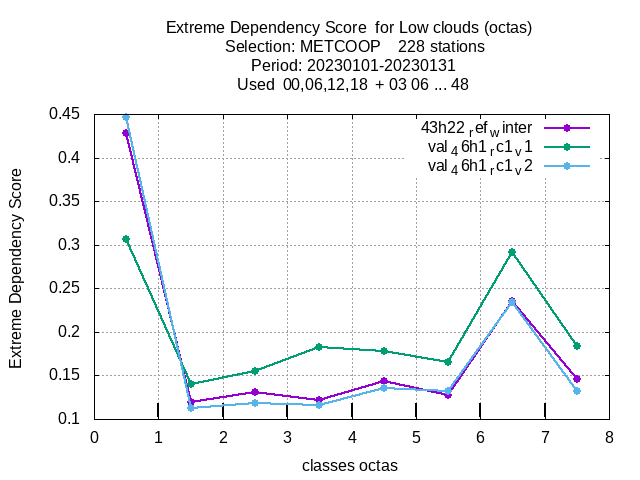 Extreme Dependency Score  for Low clouds (octas)
Selection: METCOOP    228 stations
Period: 20230101-20230131
Used  00,06,12,18  + 03 06 ... 48
43h22_ref_winter
val_46h1_rc1_v1
val_46h1_rc1_v2
Extreme Dependency Score
0.45
0.4
0.35
0.3
0.25
0.2
0.15
0.1
0 1 2 3 4 5 6 7 8
classes octas